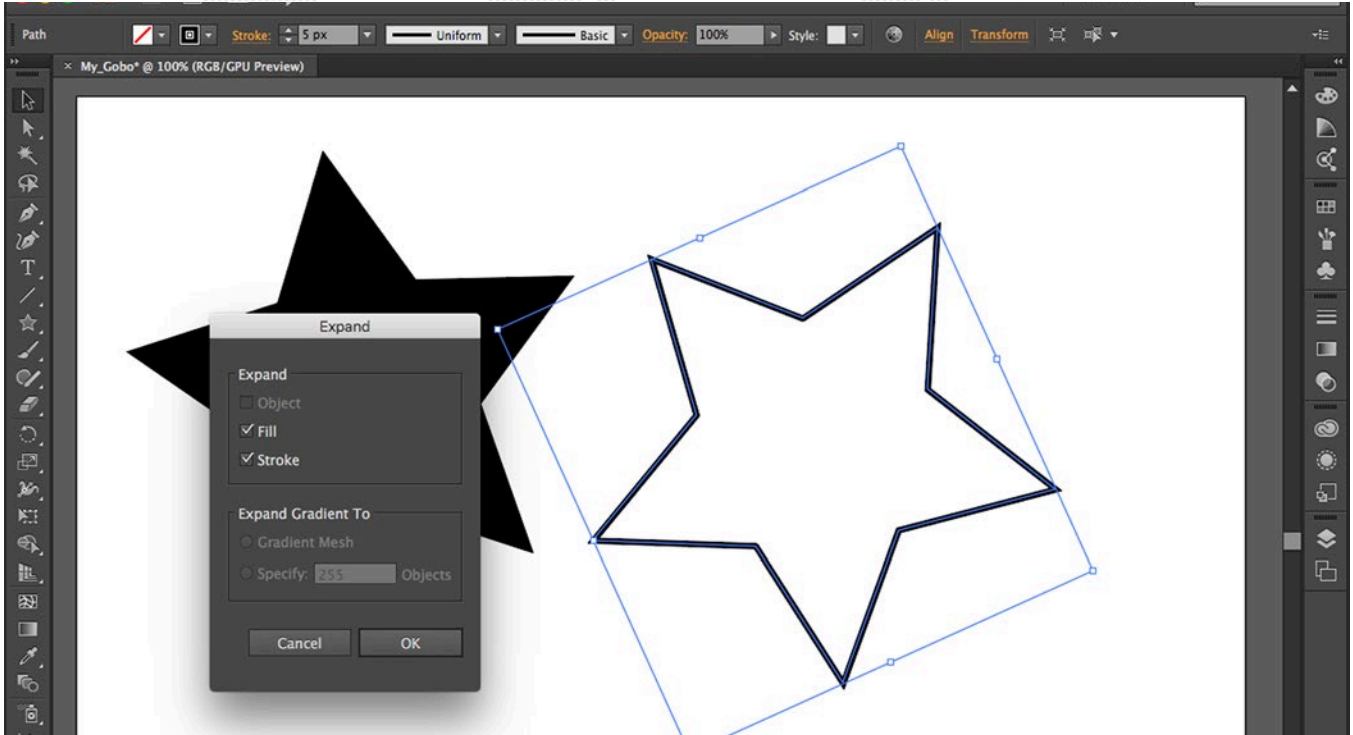 Path Stroke: 5 px Uniform Basic Opacity: 100% Style: Align Transform
× My_Gobo* @ 100% (RGB/GPU Preview)
Expand
Expand
Object
Fill
Stroke
Expand Gradient To
Gradient Mesh
Specify: 255 Objects
Cancel OK